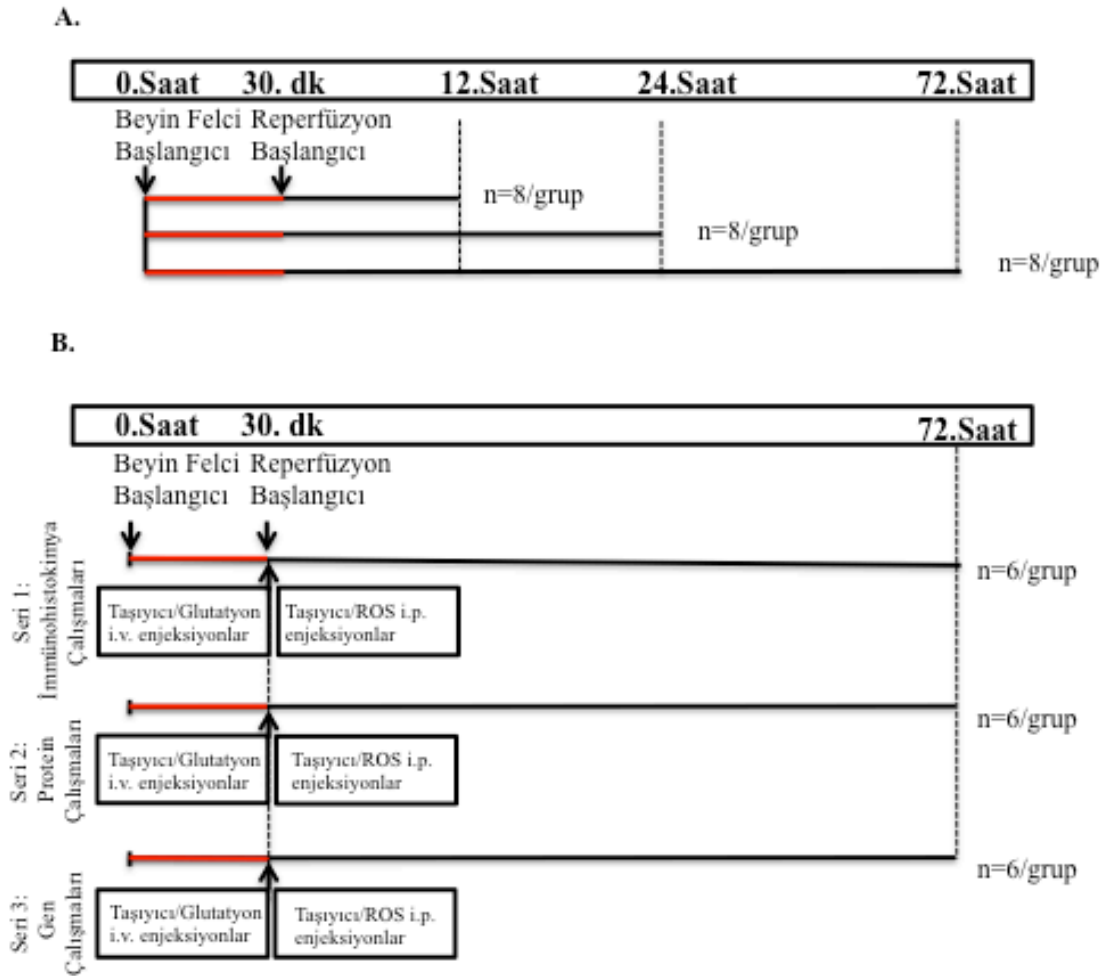 A.
0.Saat 30. dk 12.Saat 24.Saat 72.Saat
Beyin Felci Reperfüzyon
Başlangıcı Başlangıcı
n=8/grup
n=8/grup
n=8/grup
B.
0.Saat 30. dk 72.Saat
Beyin Felci Reperfüzyon
Başlangıcı Başlangıcı
Seri 1:
İmmünohistokimya
Çalışmaları
n=6/grup
Taşıyıcı/Glutatyon
i.v. enjeksiyonlar
Taşıyıcı/ROS i.p.
enjeksiyonlar
Seri 2:
Protein
Çalışmaları
n=6/grup
Taşıyıcı/Glutatyon
i.v. enjeksiyonlar
Taşıyıcı/ROS i.p.
enjeksiyonlar
Seri 3:
Gen
Çalışmaları
n=6/grup
Taşıyıcı/Glutatyon
i.v. enjeksiyonlar
Taşıyıcı/ROS i.p.
enjeksiyonlar